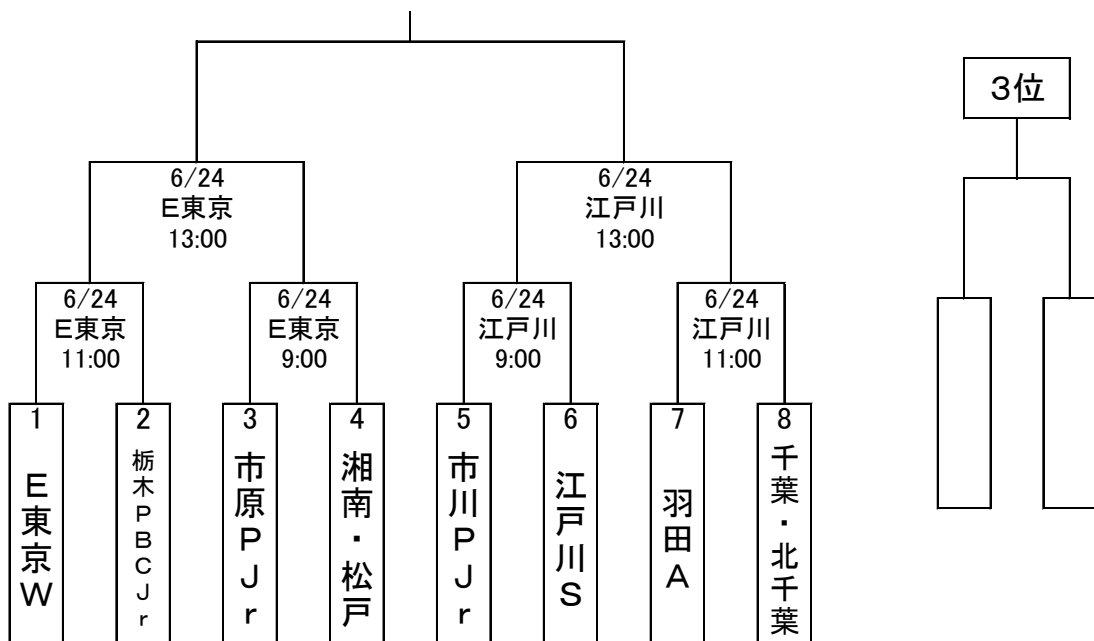 ３位
6/24
Ｅ東京
13:00
6/24
江戸川
13:00
6/24
Ｅ東京
11:00
6/24
Ｅ東京
9:00
6/24
江戸川
9:00
6/24
江戸川
11:00
1
Ｅ東京Ｗ
2
栃木ＰＢＣＪｒ
3
市原ＰＪｒ
4
湘南・松戸
5
市川ＰＪｒ
6
江戸川Ｓ
7
羽田Ａ
8
千葉・北千葉